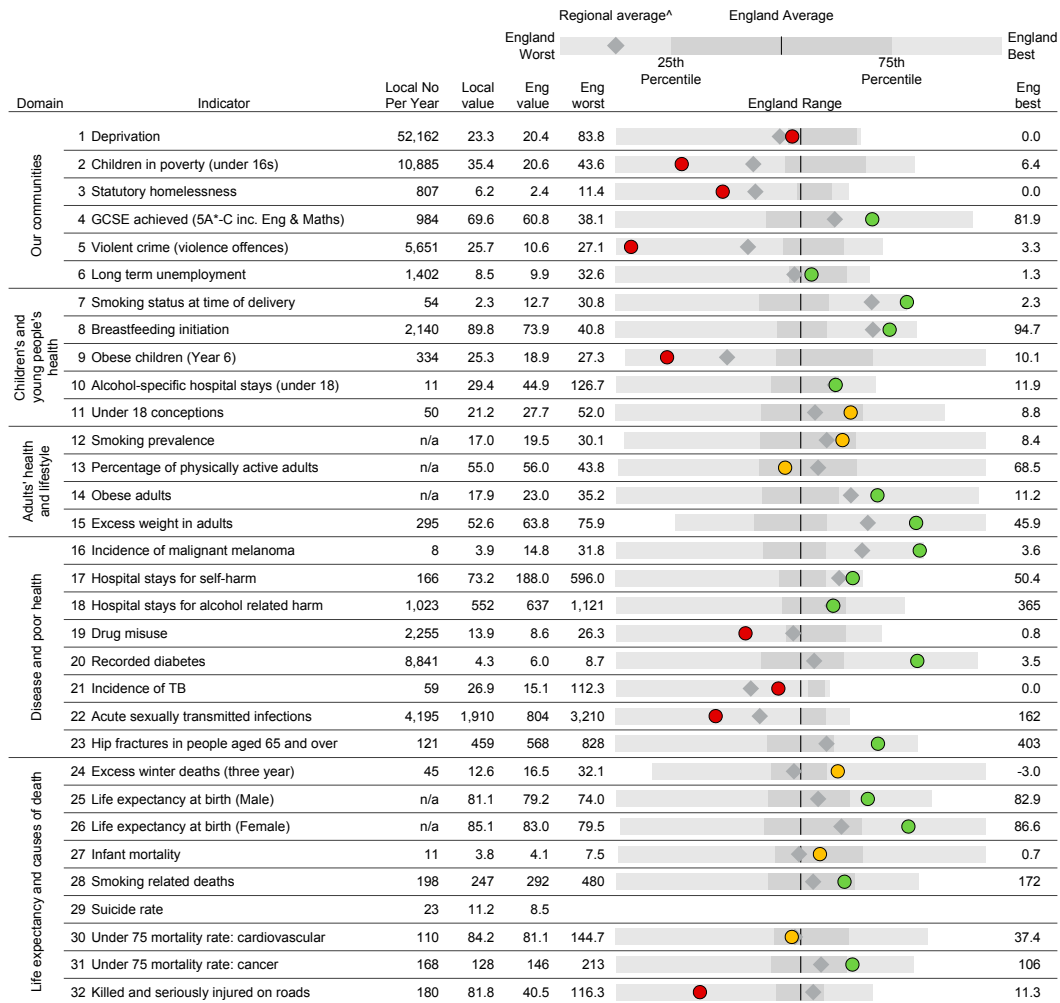 Regional average^ England Average
England Worst England Best
25th Percentile 75th Percentile
Domain Indicator Local No Per Year Local value Eng value Eng worst England Range Eng best
Our communities
1 Deprivation 52,162 23.3 20.4 83.8 0.0
2 Children in poverty (under 16s) 10,885 35.4 20.6 43.6 6.4
3 Statutory homelessness 807 6.2 2.4 11.4 0.0
4 GCSE achieved (5A*-C inc. Eng & Maths) 984 69.6 60.8 38.1 81.9
5 Violent crime (violence offences) 5,651 25.7 10.6 27.1 3.3
6 Long term unemployment 1,402 8.5 9.9 32.6 1.3
Children's and young people's health
7 Smoking status at time of delivery 54 2.3 12.7 30.8 2.3
8 Breastfeeding initiation 2,140 89.8 73.9 40.8 94.7
9 Obese children (Year 6) 334 25.3 18.9 27.3 10.1
10 Alcohol-specific hospital stays (under 18) 11 29.4 44.9 126.7 11.9
11 Under 18 conceptions 50 21.2 27.7 52.0 8.8
Adults' health and lifestyle
12 Smoking prevalence n/a 17.0 19.5 30.1 8.4
13 Percentage of physically active adults n/a 55.0 56.0 43.8 68.5
14 Obese adults n/a 17.9 23.0 35.2 11.2
15 Excess weight in adults 295 52.6 63.8 75.9 45.9
Disease and poor health
16 Incidence of malignant melanoma 8 3.9 14.8 31.8 3.6
17 Hospital stays for self-harm 166 73.2 188.0 596.0 50.4
18 Hospital stays for alcohol related harm 1,023 552 637 1,121 365
19 Drug misuse 2,255 13.9 8.6 26.3 0.8
20 Recorded diabetes 8,841 4.3 6.0 8.7 3.5
21 Incidence of TB 59 26.9 15.1 112.3 0.0
22 Acute sexually transmitted infections 4,195 1,910 804 3,210 162
23 Hip fractures in people aged 65 and over 121 459 568 828 403
Life expectancy and causes of death
24 Excess winter deaths (three year) 45 12.6 16.5 32.1 -3.0
25 Life expectancy at birth (Male) n/a 81.1 79.2 74.0 82.9
26 Life expectancy at birth (Female) n/a 85.1 83.0 79.5 86.6
27 Infant mortality 11 3.8 4.1 7.5 0.7
28 Smoking related deaths 198 247 292 480 172
29 Suicide rate 23 11.2 8.5
30 Under 75 mortality rate: cardiovascular 110 84.2 81.1 144.7 37.4
31 Under 75 mortality rate: cancer 168 128 146 213 106
32 Killed and seriously injured on roads 180 81.8 40.5 116.3 11.3